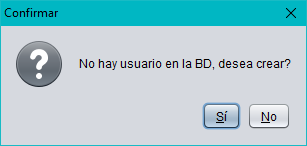 Confirmar
No hay usuario en la BD, desea crear?
Sí
No